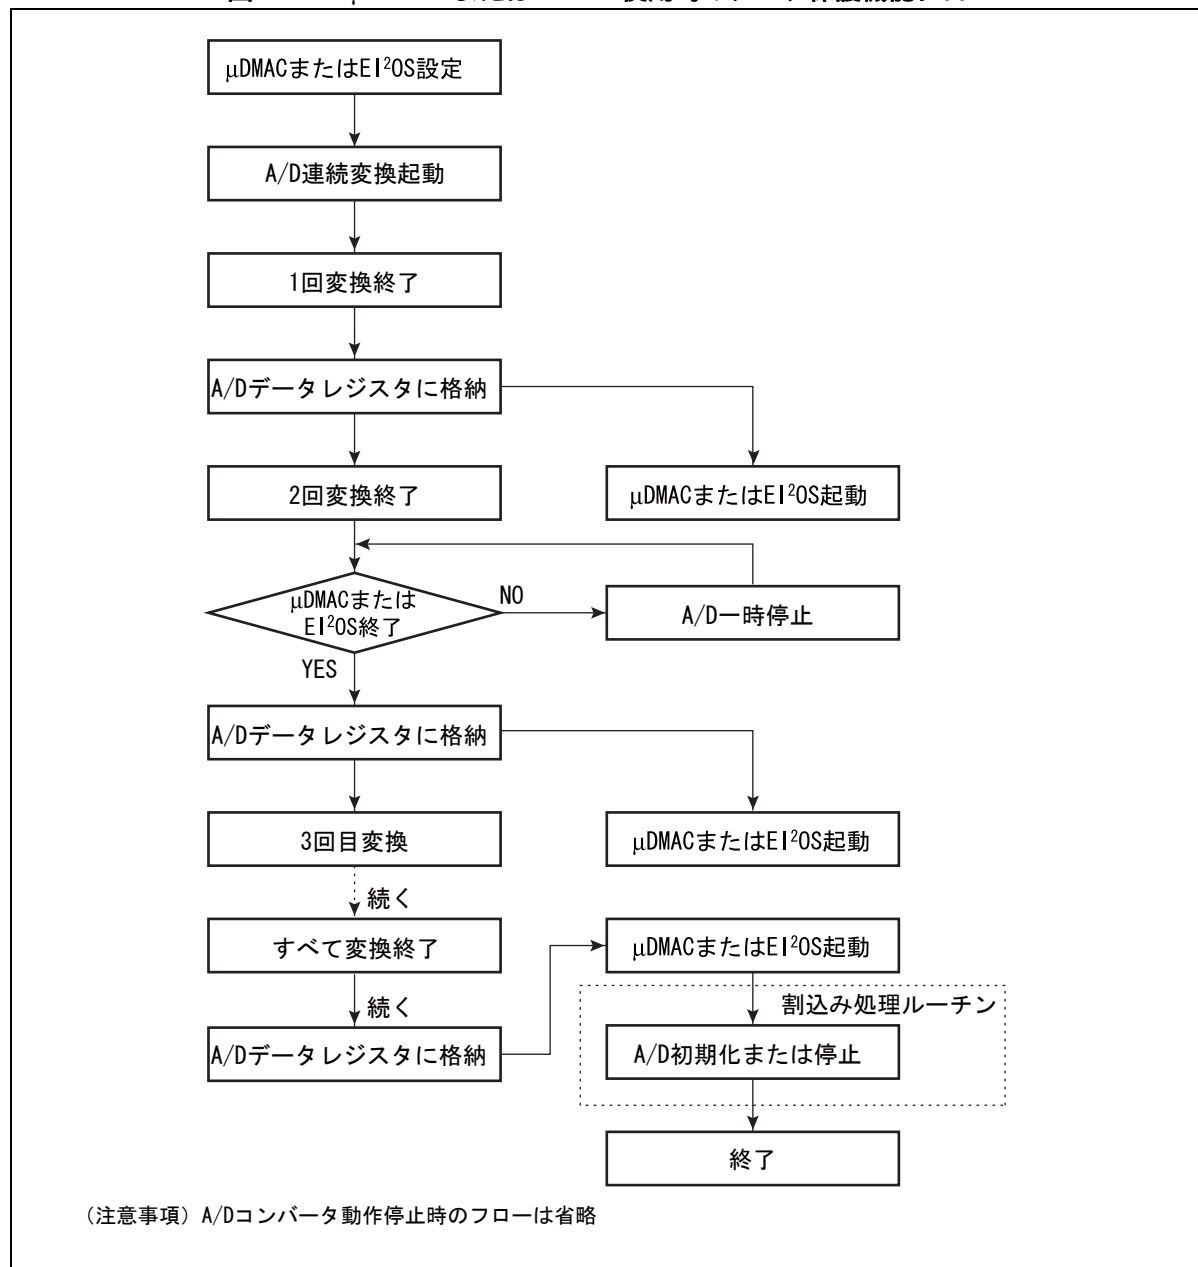 μDMACまたはEI²OS設定
A/D連続変換起動
1回変換終了
A/Dデータレジスタに格納
2回変換終了
μDMACまたはEI²OS起動
μDMACまたは
EI²OS終了
NO
A/D一時停止
YES
A/Dデータレジスタに格納
3回目変換
μDMACまたはEI²OS起動
続く
すべて変換終了
μDMACまたはEI²OS起動
続く
割込み処理ルーチン
A/Dデータレジスタに格納
A/D初期化または停止
終了
（注意事項）A/Dコンバータ動作停止時のフローは省略